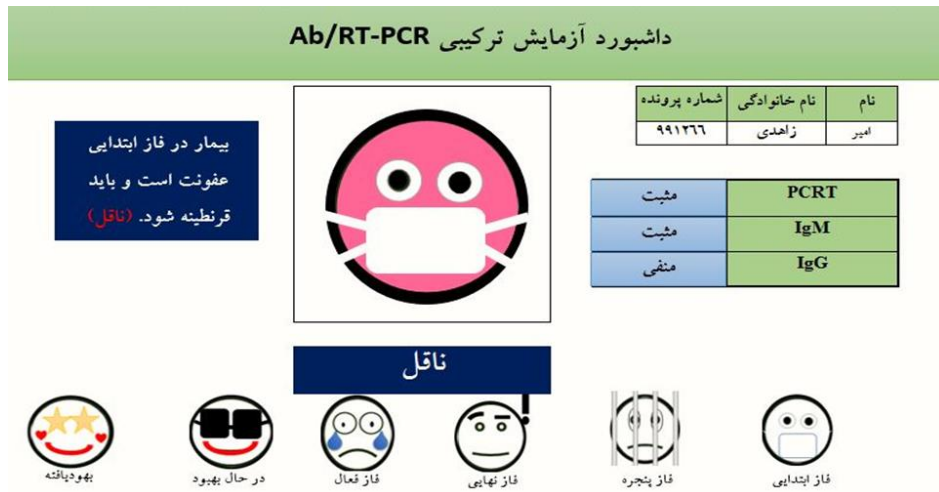 داشبورد آزمایش ترکیبی Ab/RT-PCR
نام نام خانوادگی شماره پرونده
امیر زاهدی ۹۹۱۲۶۶
PCRT مثبت
IgM مثبت
IgG منفی
بیمار در فاز ابتدایی
عفونت است و باید
قرنطینه شود. (ناقل)
ناقل
فاز ابتدایی
فاز پنجره
فاز نهایی
فاز فعال
در حال بهبود
بهودیافته